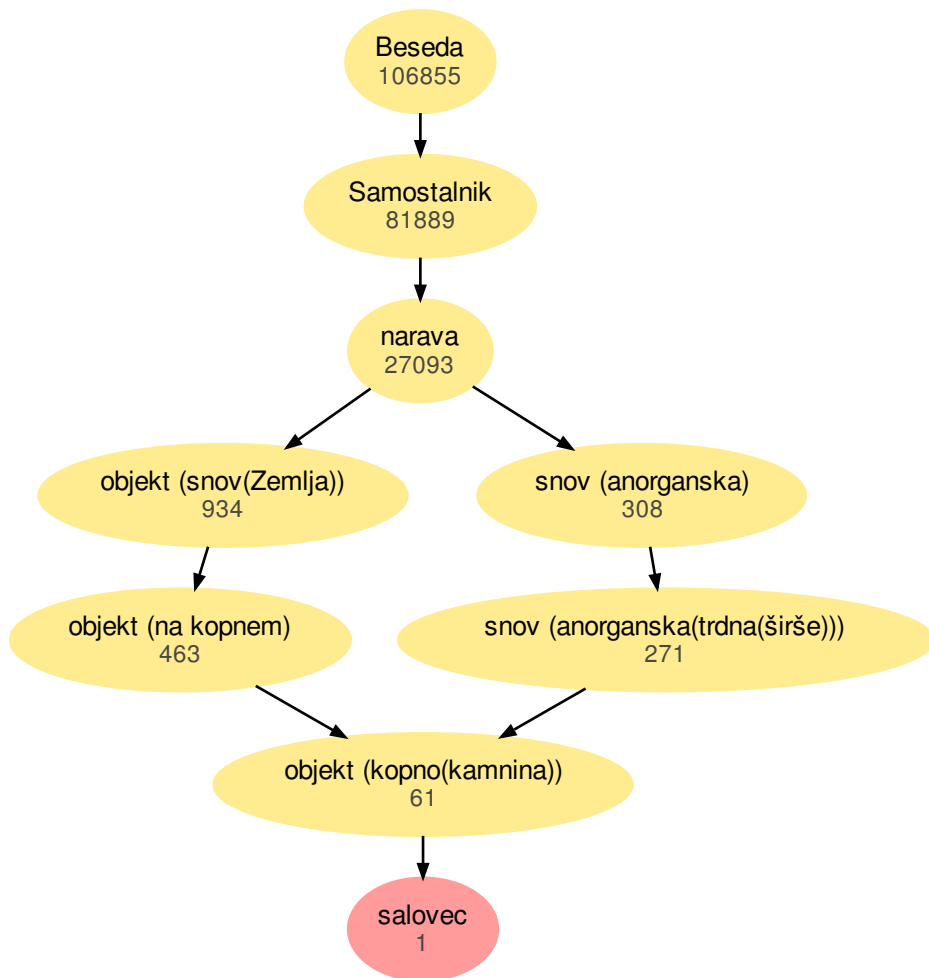 Beseda
106855
Samostalnik
81889
narava
27093
objekt (snov(Zemlja))
934
snov (anorganska)
308
objekt (na kopnem)
463
snov (anorganska(trdna(širše)))
271
objekt (kopno(kamnina))
61
salovec
1